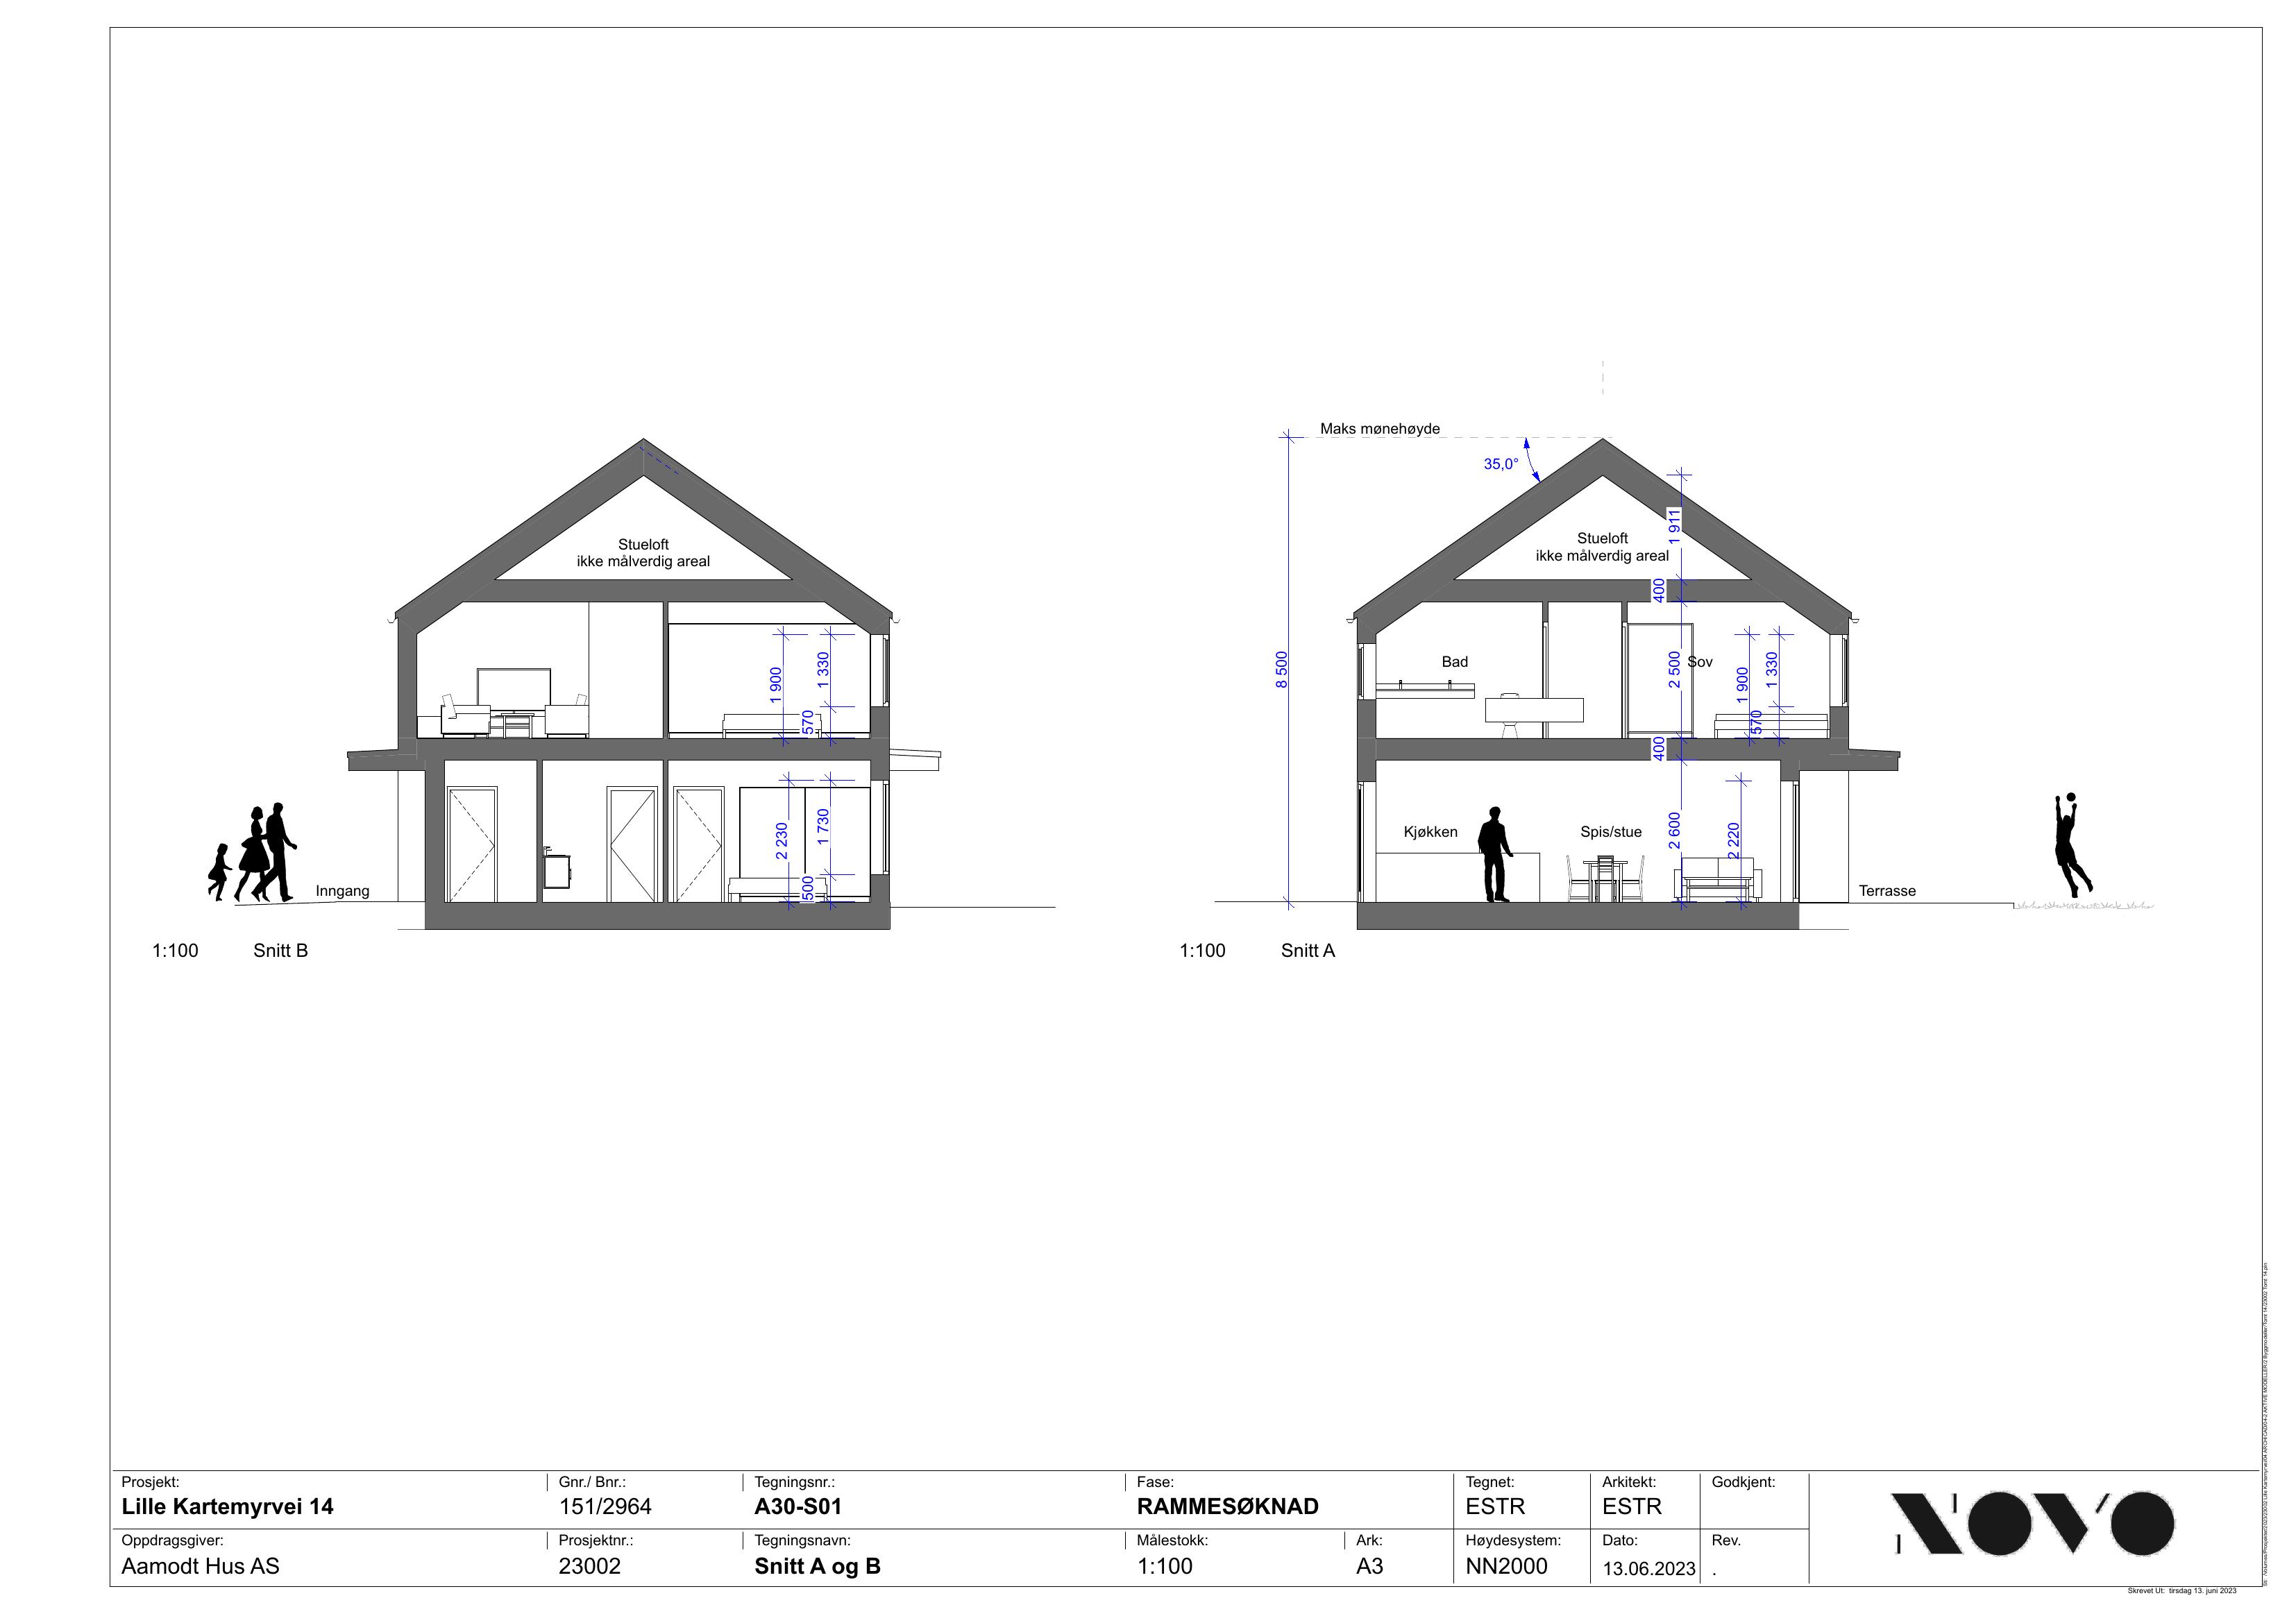 Maks mønehøyde
35,0°
8 500
Stueloft
ikke målverdig areal
1 900
1 330
570
2 230
1 730
500
Inngang
1:100 Snitt B
Stueloft
ikke målverdig areal
1 911
400
Bad
2 500
Sov
1 900
1 330
570
400
Kjøkken
Spis/stue
2 600
2 220
Terrasse
1:100 Snitt A
Prosjekt:
Lille Kartemyrvei 14
Gnr./ Bnr.:
151/2964
Tegningsnr.:
A30-S01
Fase:
RAMMESØKNAD
Tegnet:
ESTR
Arkitekt:
ESTR
Godkjent:
Oppdragsgiver:
Aamodt Hus AS
Prosjektnr.:
23002
Tegningsnavn:
Snitt A og B
Målestokk:
1:100
Ark:
A3
Høydesystem:
NN2000
Dato:
13.06.2023
Rev.
.
NOVO
Skrevet Ut: tirsdag 13. juni 2023